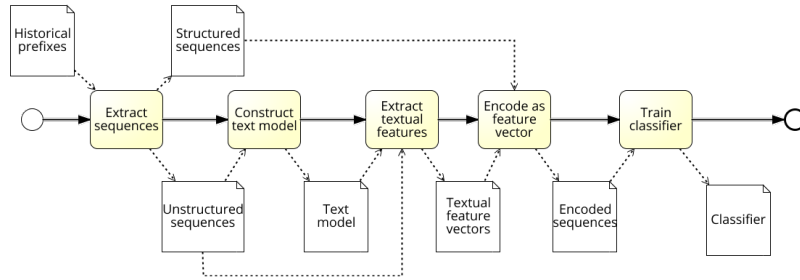 Historical
prefixes
Structured
sequences
Extract
sequences
Construct
text model
Extract
textual
features
Encode as
feature
vector
Train
classifier
Unstructured
sequences
Text
model
Textual
feature
vectors
Encoded
sequences
Classifier